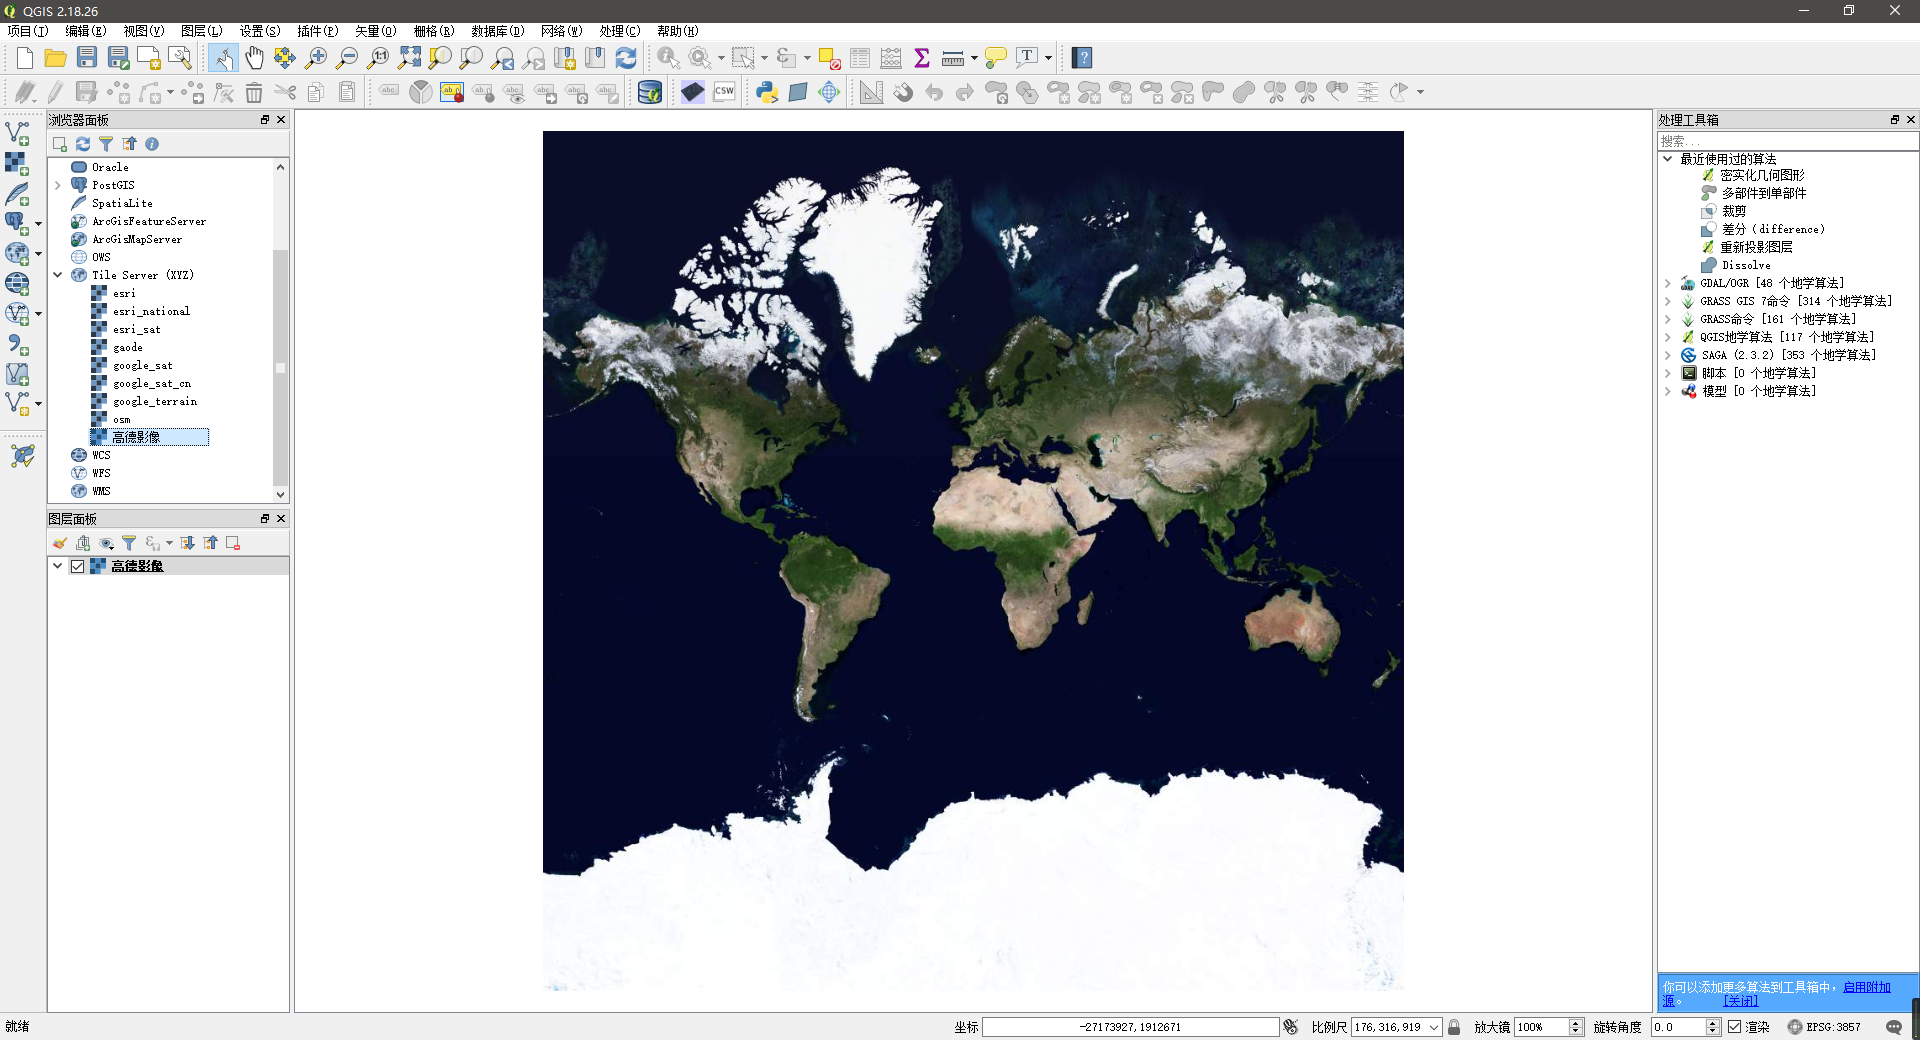 QGIS 2.18.26
项目(J) 编辑(E) 视图(V) 图层(L) 设置(S) 插件(P) 矢量(O) 栅格(R) 数据库(D) 网络(W) 处理(C) 帮助(H)
浏览器面板
Oracle
PostGIS
SpatiaLite
ArcGisFeatureServer
ArcGisMapServer
OWS
Tile Server (XYZ)
esri
esri_national
esri_sat
gaode
google_sat
google_sat_cn
google_terrain
osm
高德影像
WCS
WFS
WMS
图层面板
高德影像
处理工具箱
搜索...
最近使用过的算法
密实化几何图形
多部件到单部件
裁剪
差分（difference）
重新投影图层
Dissolve
GDAL/OGR [48 个地学算法]
GRASS GIS 7命令 [314 个地学算法]
GRASS命令 [161 个地学算法]
QGIS地学算法 [117 个地学算法]
SAGA (2.3.2) [353 个地学算法]
脚本 [0 个地学算法]
模型 [0 个地学算法]
你可以添加更多算法到工具箱中，启用附加
源。 [关闭]
就绪 坐标 -27173927,1912671 比例尺 176,316,919 放大镜 100% 旋转角度 0.0 渲染 EPSG:3857